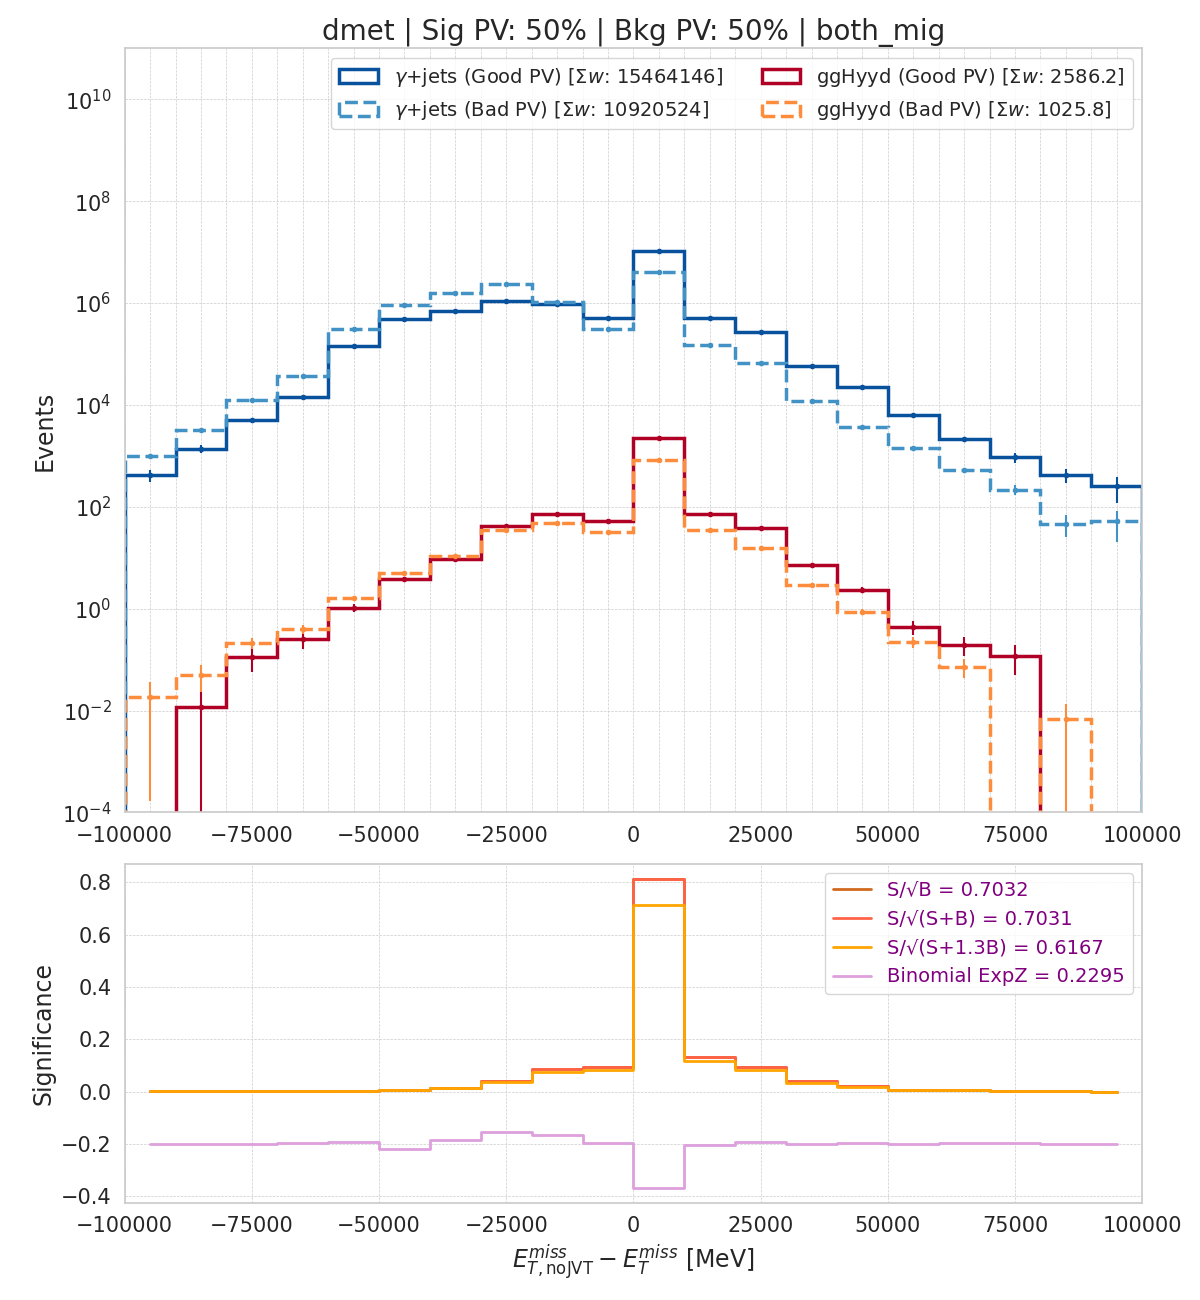 dmet | Sig PV: 50% | Bkg PV: 50% | both_mig
γ+jets (Good PV) [Σw: 15464146]
γ+jets (Bad PV) [Σw: 10920524]
ggHyyd (Good PV) [Σw: 2586.2]
ggHyyd (Bad PV) [Σw: 1025.8]
Events
10^10
10^8
10^6
10^4
10^2
10^0
10^−2
10^−4
−100000 −75000 −50000 −25000 0 25000 50000 75000 100000
Significance
0.8
0.6
0.4
0.2
0.0
−0.2
−0.4
S/√B = 0.7032
S/√(S+B) = 0.7031
S/√(S+1.3B) = 0.6167
Binomial ExpZ = 0.2295
−100000 −75000 −50000 −25000 0 25000 50000 75000 100000
E_{T, noJVT}^{miss} − E_T^{miss} [MeV]